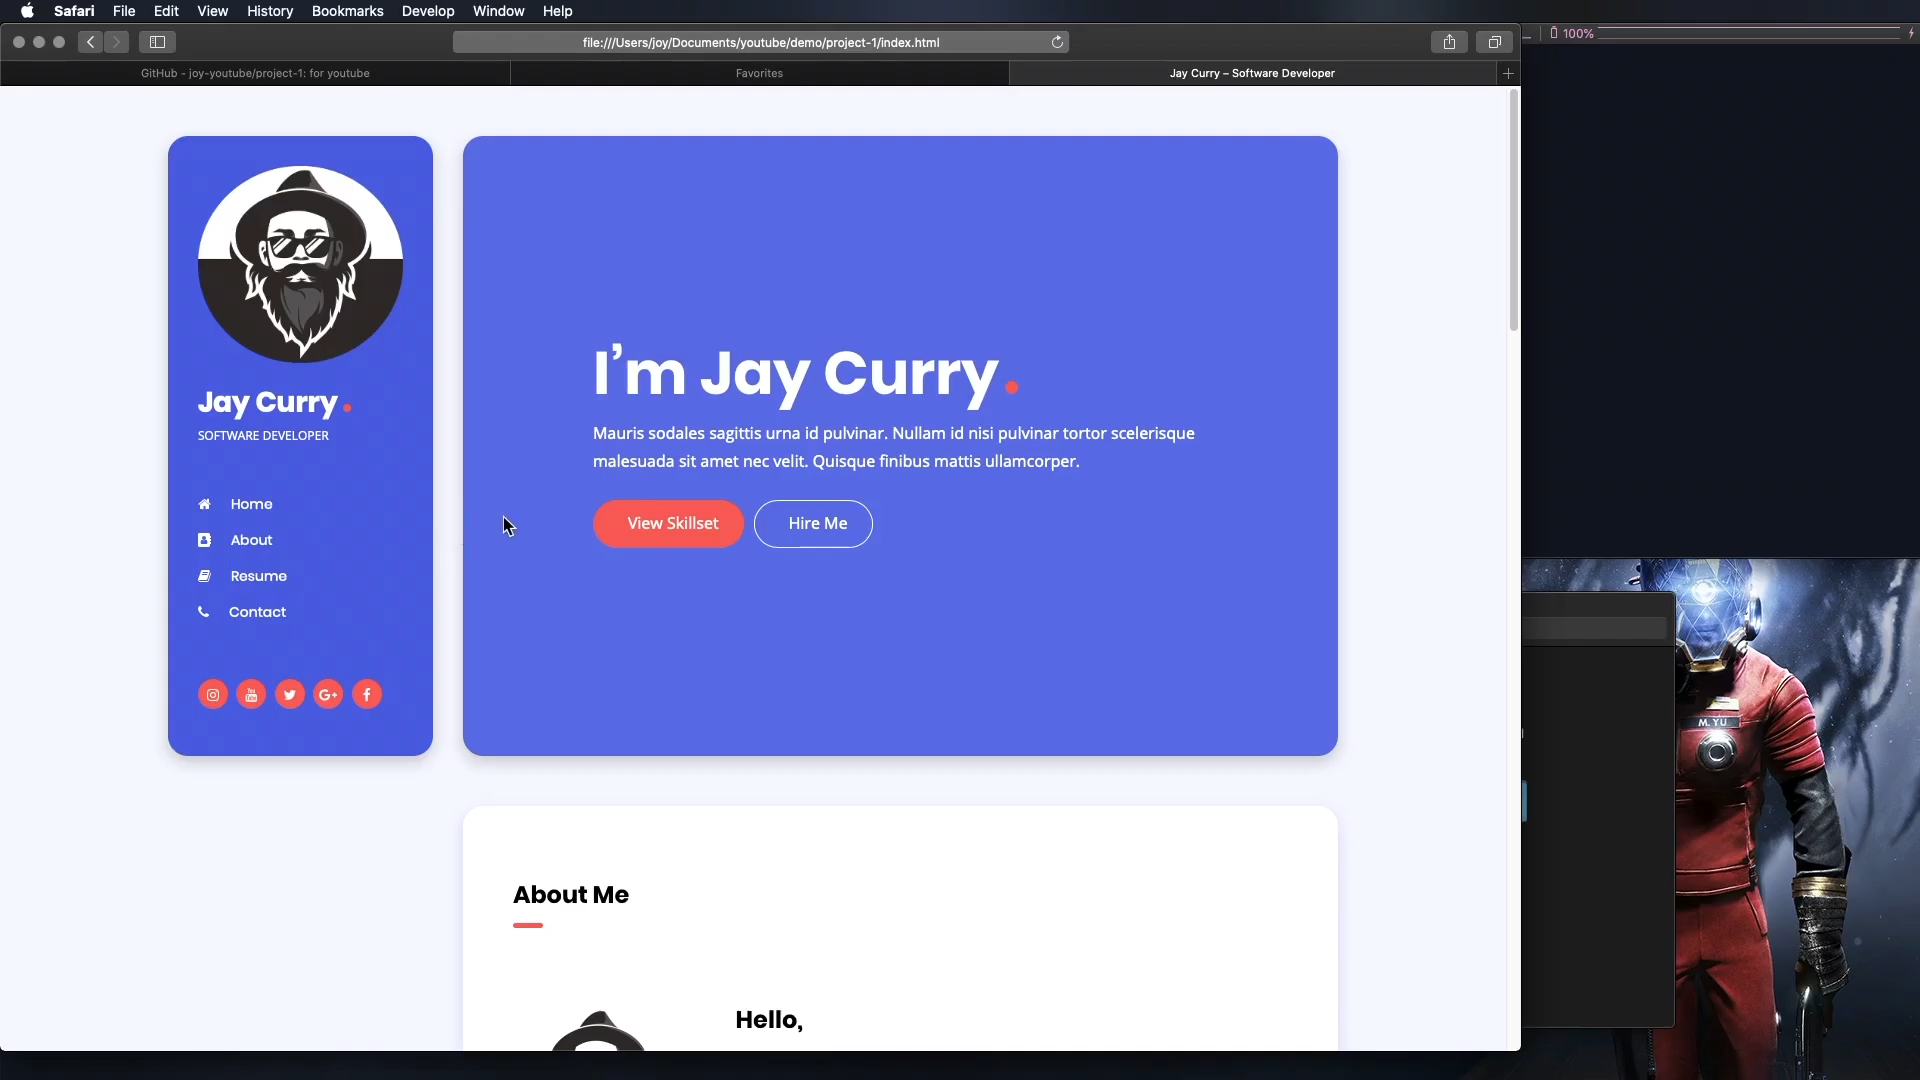 Safari File Edit View History Bookmarks Develop Window Help
file:///Users/joy/Documents/youtube/demo/project-1/index.html
100%
GitHub - joy-youtube/project-1: for youtube
Favorites
Jay Curry – Software Developer
Jay Curry.
SOFTWARE DEVELOPER
Home
About
Resume
Contact
You
Tube
G+
f
I’m Jay Curry.
Mauris sodales sagittis urna id pulvinar. Nullam id nisi pulvinar tortor scelerisque
malesuada sit amet nec velit. Quisque finibus mattis ullamcorper.
View Skillset
Hire Me
About Me
Hello,
M. YU